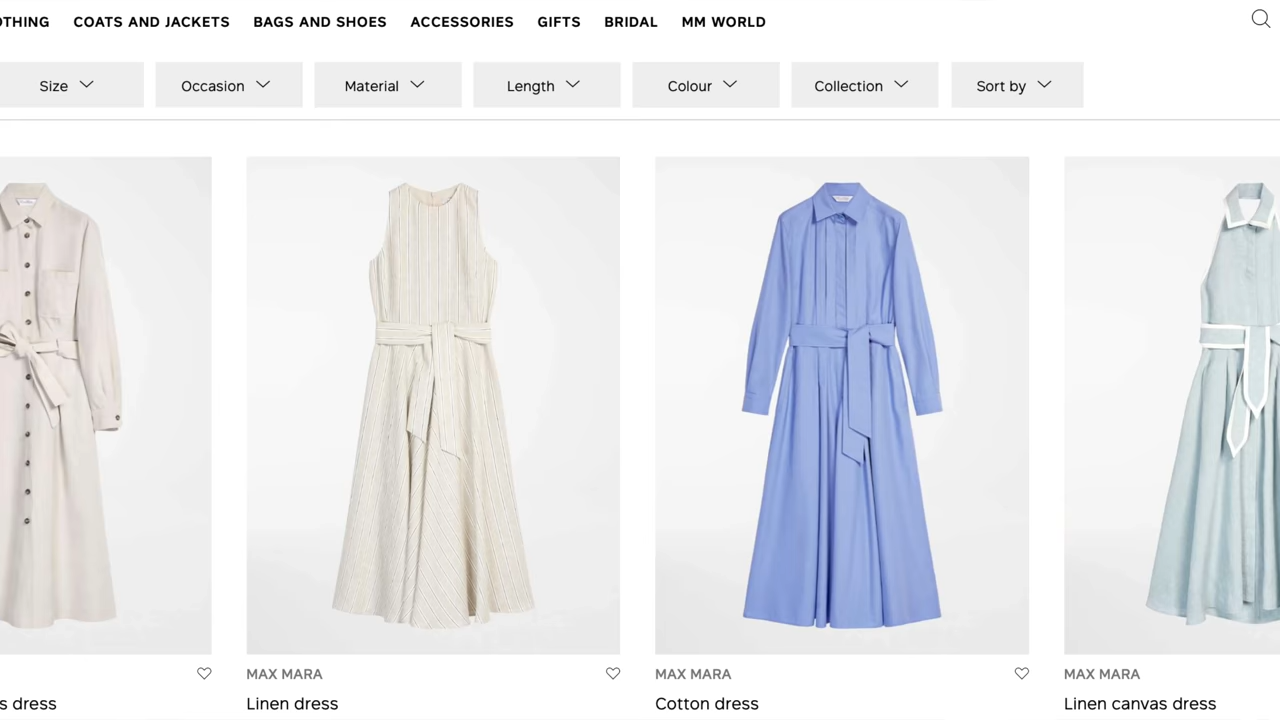 OTHING COATS AND JACKETS BAGS AND SHOES ACCESSORIES GIFTS BRIDAL MM WORLD
Size Occasion Material Length Colour Collection Sort by
MAX MARA MAX MARA MAX MARA
s dress Linen dress Cotton dress Linen canvas dress